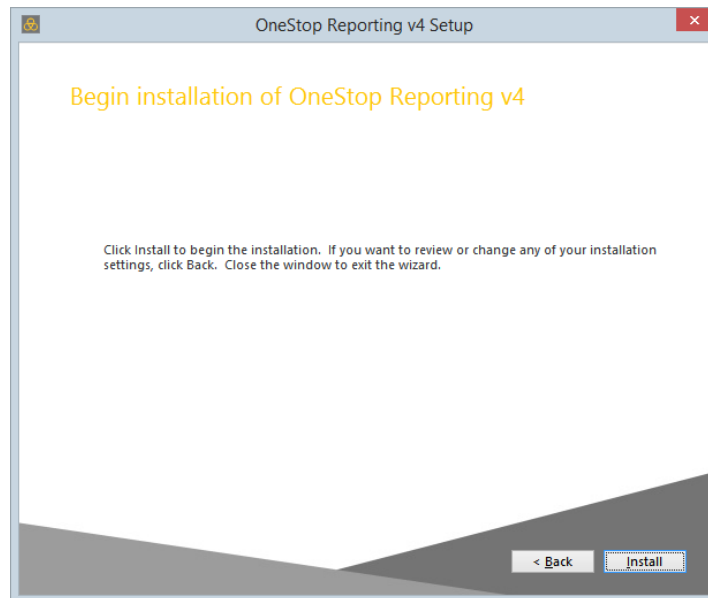 OneStop Reporting v4 Setup
Begin installation of OneStop Reporting v4
Click Install to begin the installation.  If you want to review or change any of your installation
settings, click Back.  Close the window to exit the wizard.
< Back
Install